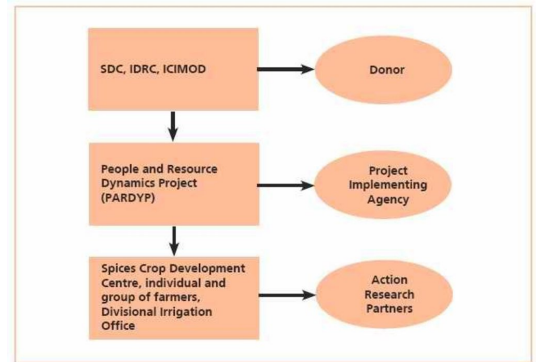 SDC, IDRC, ICIMOD
Donor
People and Resource
Dynamics Project
(PARDYP)
Project
Implementing
Agency
Spices Crop Development
Centre, individual and
group of farmers,
Divisional Irrigation
Office
Action
Research
Partners